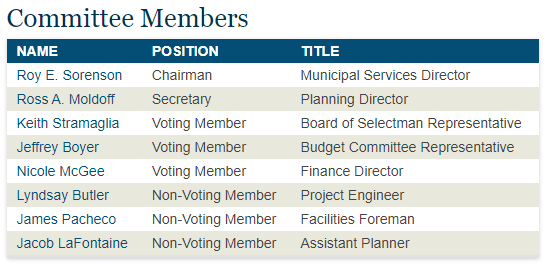 Committee Members
NAME POSITION TITLE
Roy E. Sorenson Chairman Municipal Services Director
Ross A. Moldoff Secretary Planning Director
Keith Stramaglia Voting Member Board of Selectman Representative
Jeffrey Boyer Voting Member Budget Committee Representative
Nicole McGee Voting Member Finance Director
Lyndsay Butler Non-Voting Member Project Engineer
James Pacheco Non-Voting Member Facilities Foreman
Jacob LaFontaine Non-Voting Member Assistant Planner